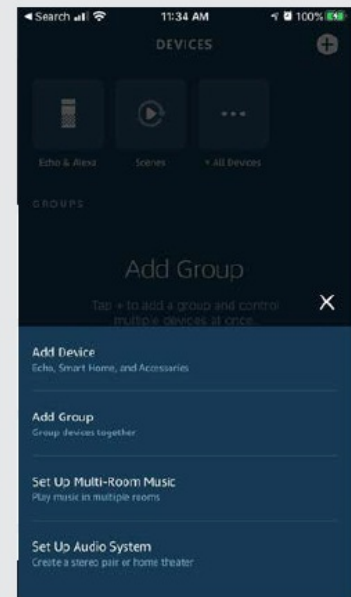 Search
11:34 AM
100%
DEVICES
Echo & Alexa
Scenes
All Devices
GROUPS
Add Group
Tap + to add a group and control
multiple devices at once.
Add Device
Echo, Smart Home, and Accessories
Add Group
Group devices together
Set Up Multi-Room Music
Play music in multiple rooms
Set Up Audio System
Create a stereo pair or home theater